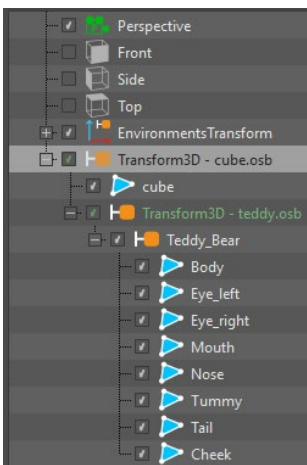 Perspective
Front
Side
Top
EnvironmentsTransform
Transform3D - cube.osb
cube
Transform3D - teddy.osb
Teddy_Bear
Body
Eye_left
Eye_right
Mouth
Nose
Tummy
Tail
Cheek